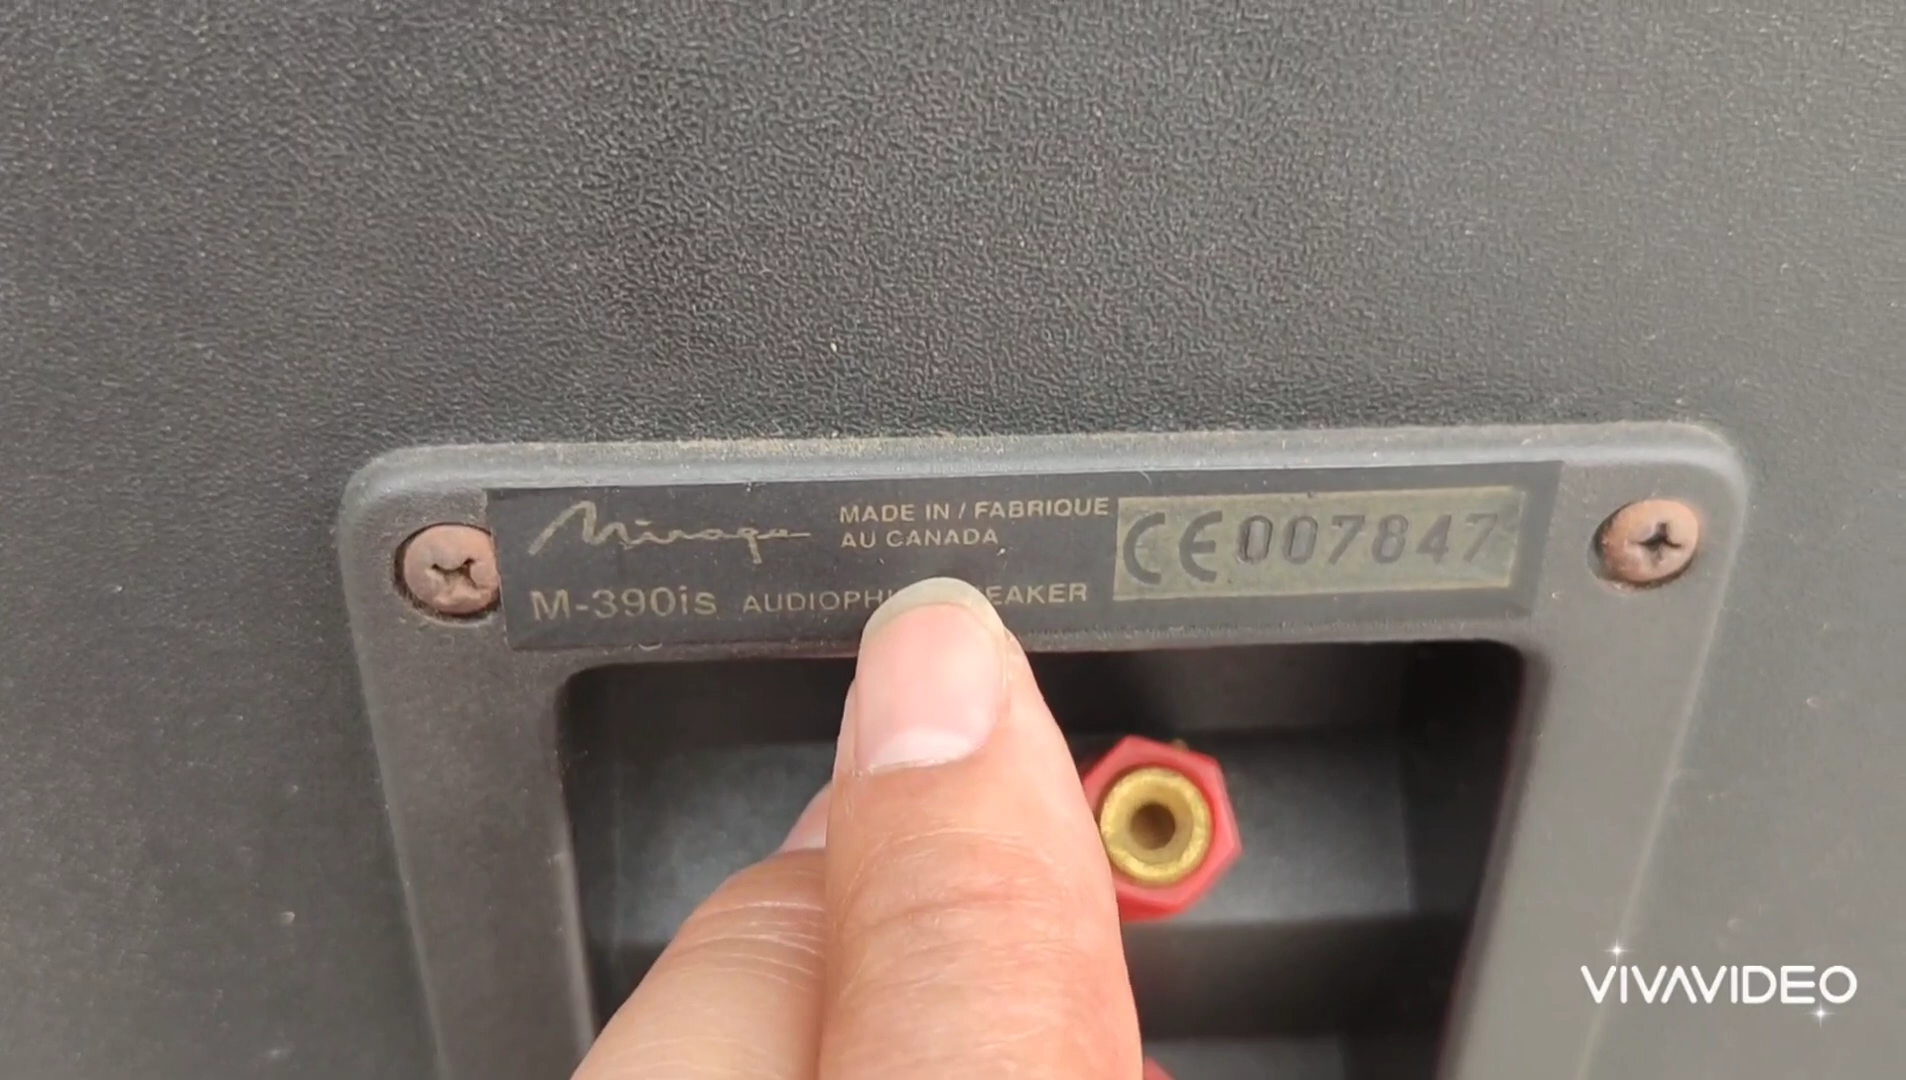 Mirage
MADE IN / FABRIQUE
AU CANADA
CE 007847
M-390is AUDIOPHI EAKER
VIVAVIDEO